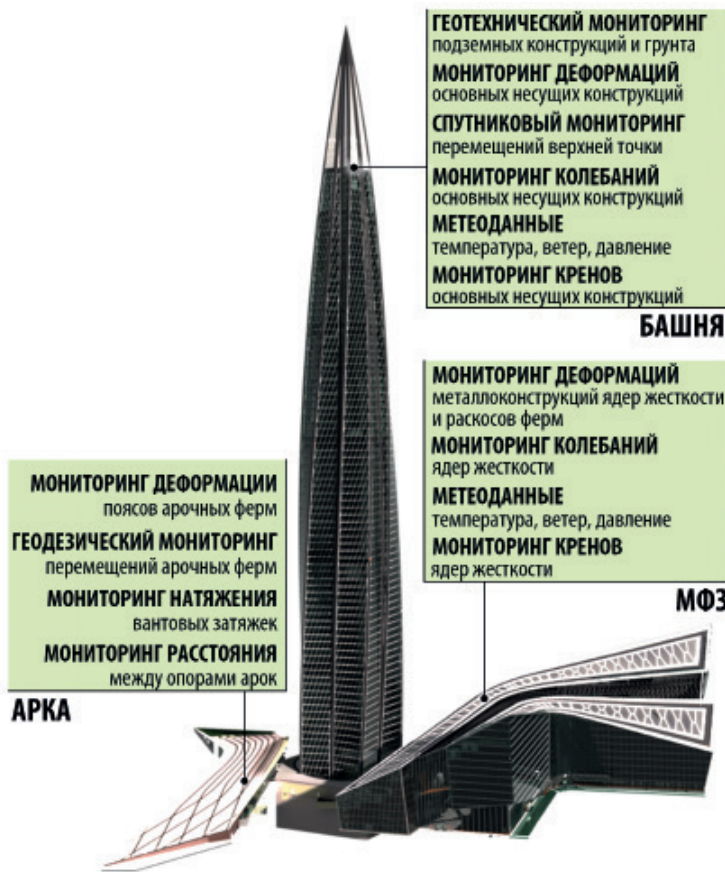 ГЕОТЕХНИЧЕСКИЙ МОНИТОРИНГ
подземных конструкций и грунта
МОНИТОРИНГ ДЕФОРМАЦИЙ
основных несущих конструкций
СПУТНИКОВЫЙ МОНИТОРИНГ
перемещений верхней точки
МОНИТОРИНГ КОЛЕБАНИЙ
основных несущих конструкций
МЕТЕОДАННЫЕ
температура, ветер, давление
МОНИТОРИНГ КРЕНОВ
основных несущих конструкций
БАШНЯ
МОНИТОРИНГ ДЕФОРМАЦИЙ
металлоконструкций ядер жесткости
и раскосов ферм
МОНИТОРИНГ КОЛЕБАНИЙ
ядер жесткости
МЕТЕОДАННЫЕ
температура, ветер, давление
МОНИТОРИНГ КРЕНОВ
ядер жесткости
МФЗ
МОНИТОРИНГ ДЕФОРМАЦИИ
поясов арочных ферм
ГЕОДЕЗИЧЕСКИЙ МОНИТОРИНГ
перемещений арочных ферм
МОНИТОРИНГ НАТЯЖЕНИЯ
вантовых затяжек
МОНИТОРИНГ РАССТОЯНИЯ
между опорами арок
АРКА